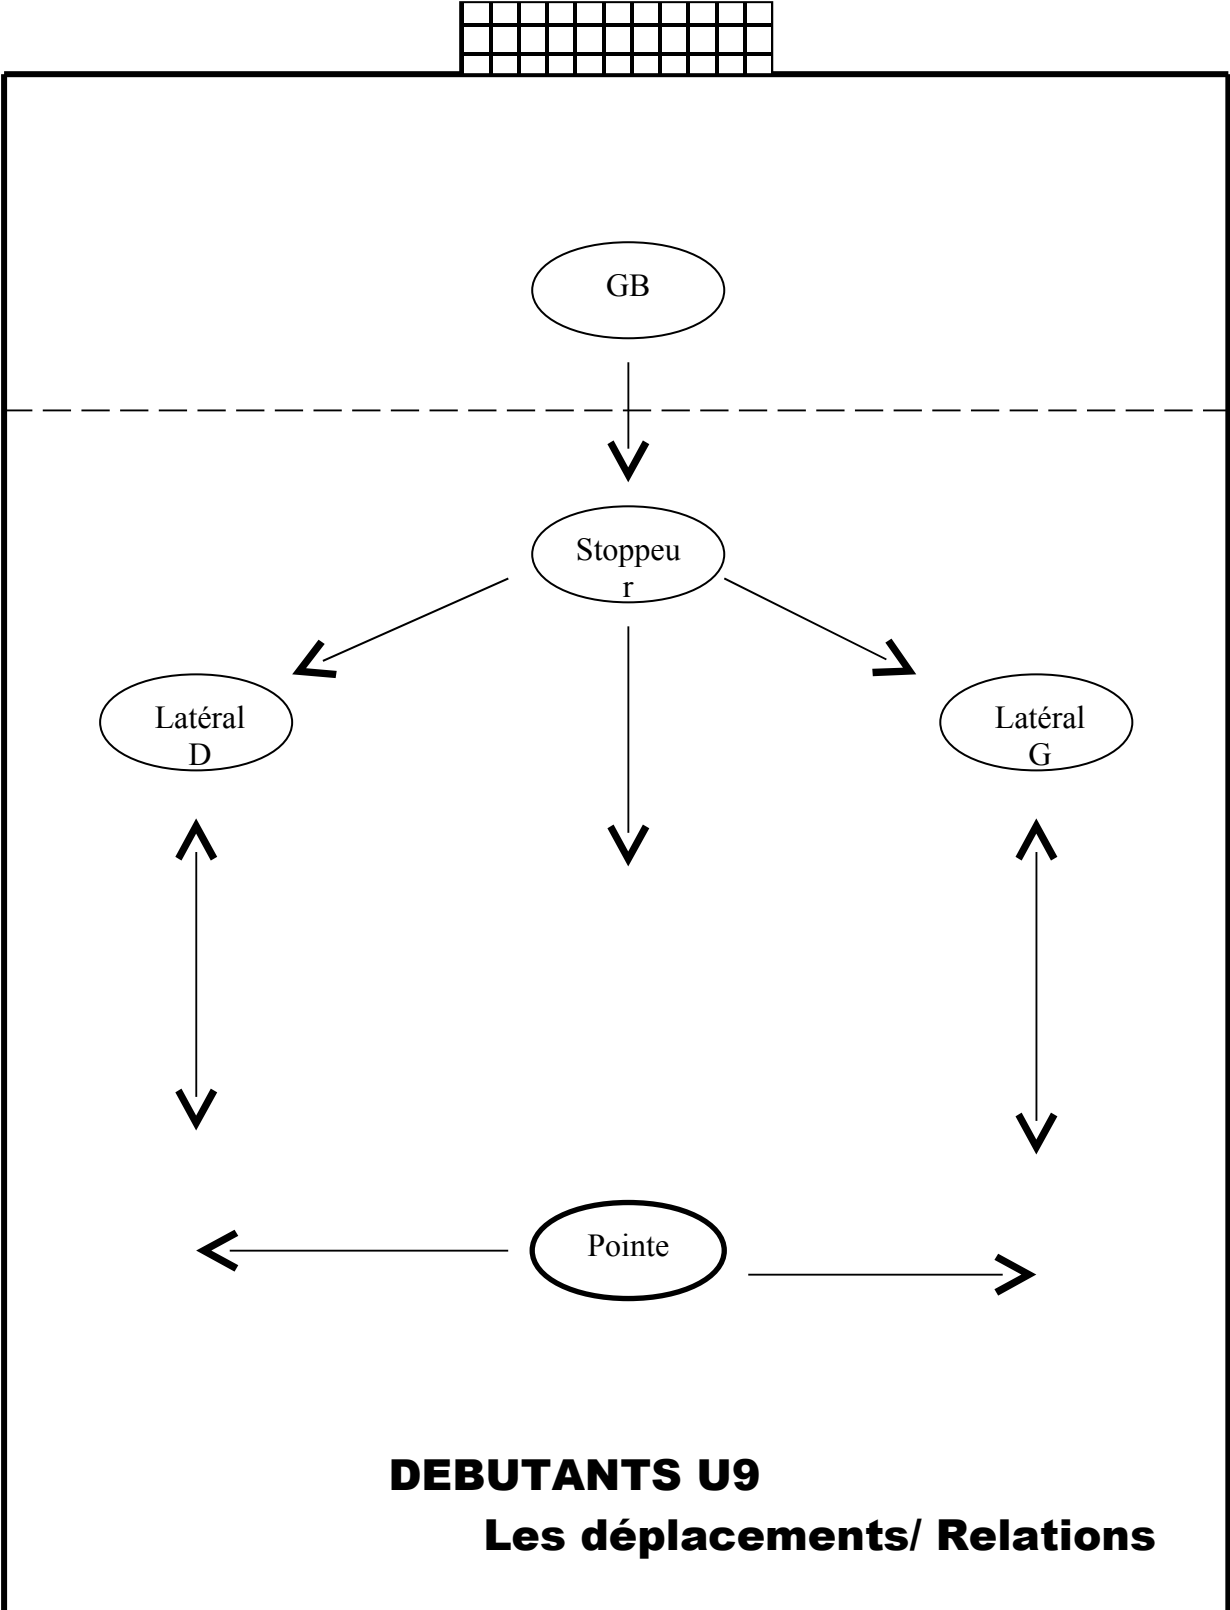 GB
Stoppeu
r
Latéral
D
Latéral
G
Pointe
DEBUTANTS U9
Les déplacements/ Relations